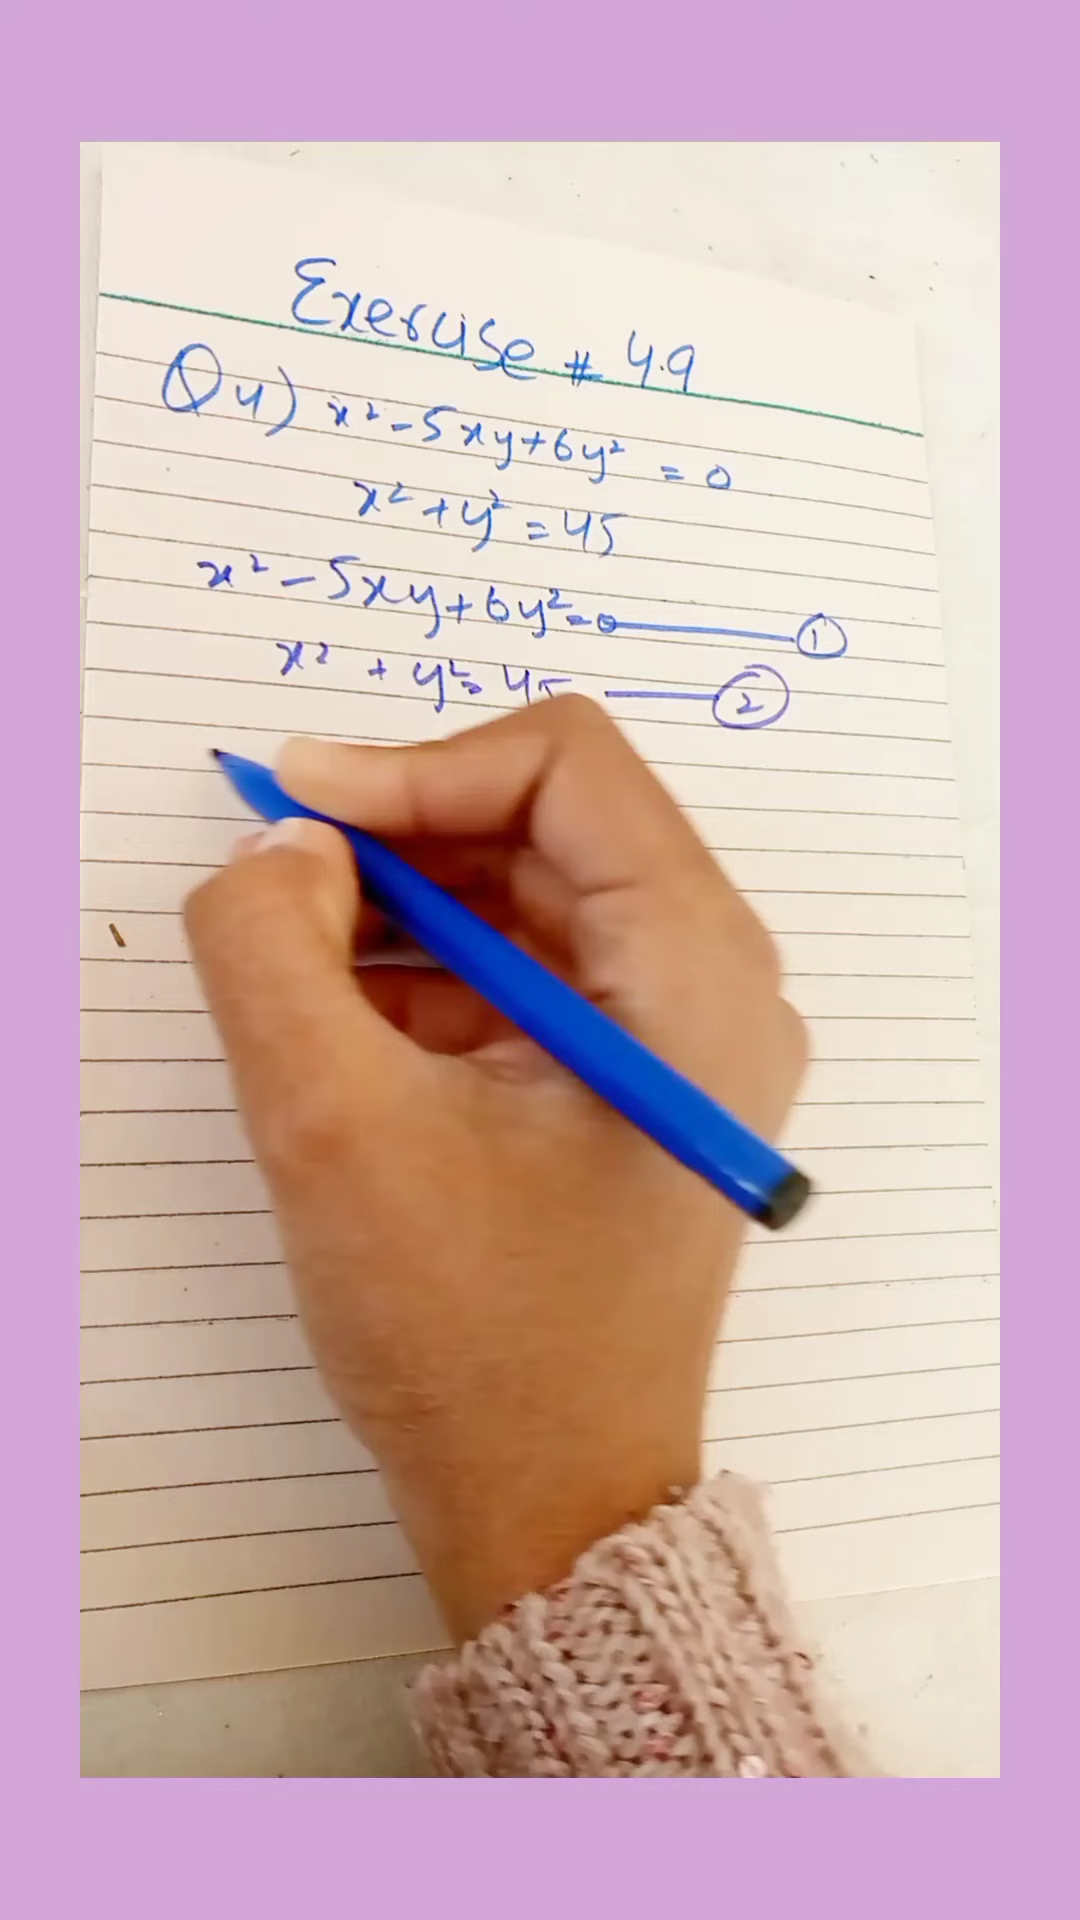 Exercise # 4.9
Q4) x² - 5xy + 6y² = 0
x² + y² = 45
x² - 5xy + 6y² = 0 — 1
x² + y² = 45 — 2